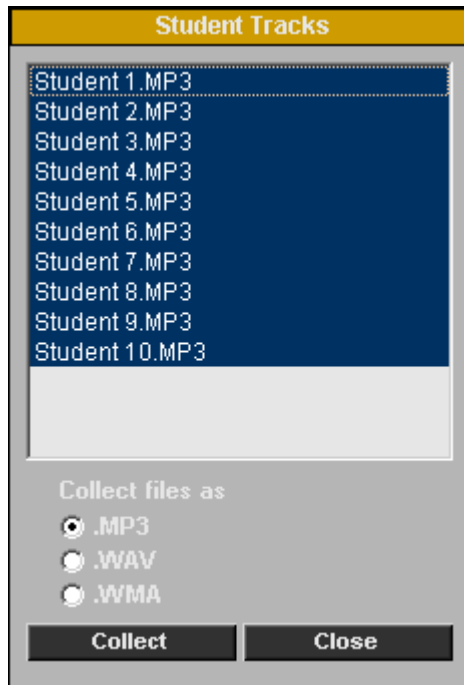 Student Tracks
Student 1.MP3
Student 2.MP3
Student 3.MP3
Student 4.MP3
Student 5.MP3
Student 6.MP3
Student 7.MP3
Student 8.MP3
Student 9.MP3
Student 10.MP3
Collect files as
.MP3
.WAV
.WMA
Collect Close